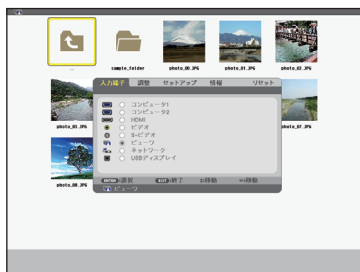 ..
sample_folder
photo_00.JPG
photo_01.JPG
photo_02.JPG
入力端子 調整 セットアップ 情報 リセット
コンピュータ1
コンピュータ2
HDMI
ビデオ
S-ビデオ
ビューワ
ネットワーク
USBディスプレイ
photo_03.JPG
photo_08.JPG
ENTER:選択 EXIT:終了 :移動 :移動
ビューワ